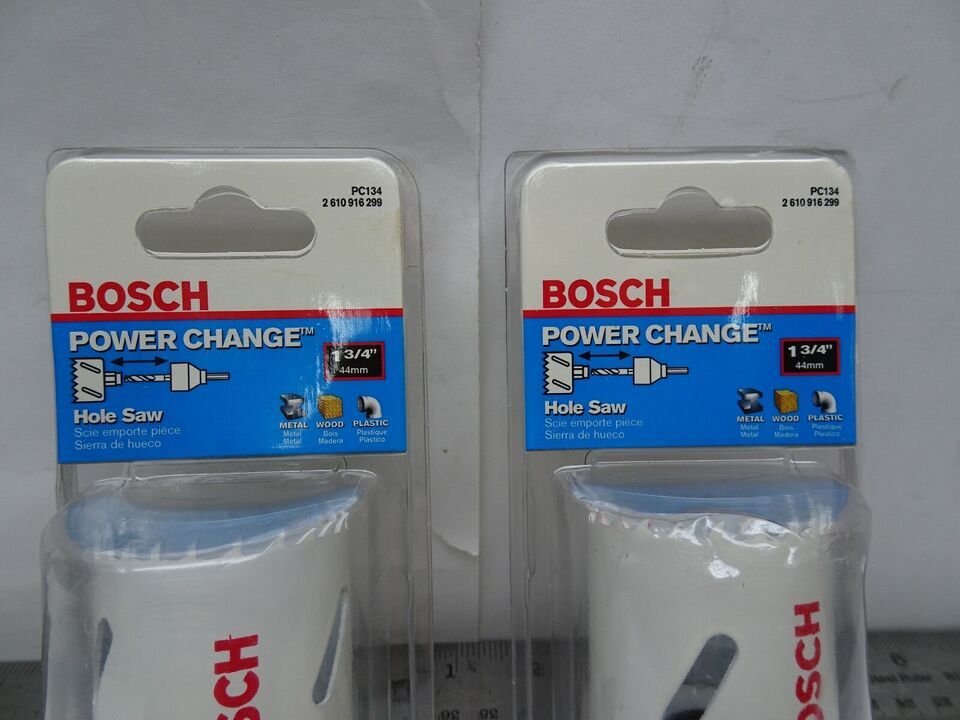 PC134
2 610 916 299
BOSCH
POWER CHANGE™
1 3/4"
44mm
Hole Saw
Scie emporte pièce
Sierra de hueco
METAL
Métal
Metal
WOOD
Bois
Madera
PLASTIC
Plastique
Plástico
BOSCH
PC134
2 610 916 299
BOSCH
POWER CHANGE™
1 3/4"
44mm
Hole Saw
Scie emporte pièce
Sierra de hueco
METAL
Métal
Metal
WOOD
Bois
Madera
PLASTIC
Plastique
Plástico
BOSCH
1